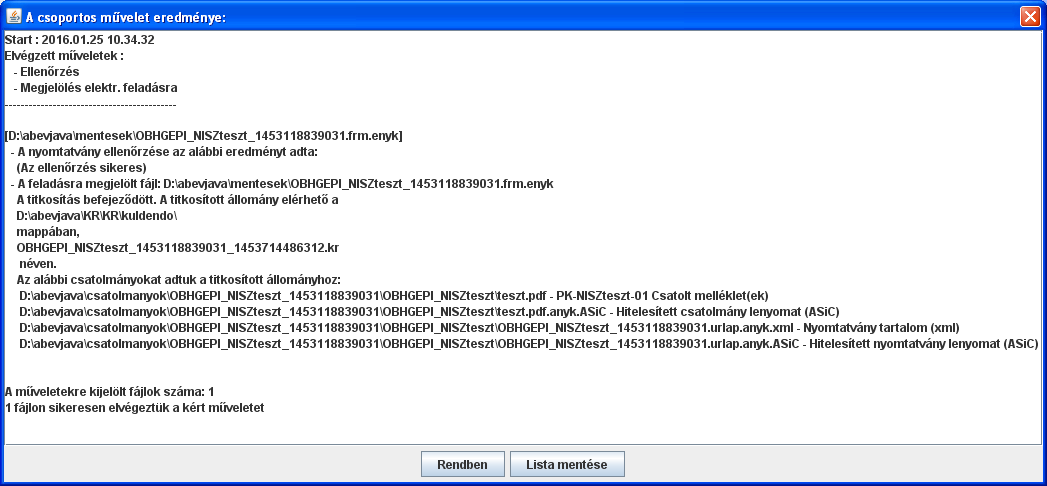 A csoportos művelet eredménye:
Start : 2016.01.25 10.34.32
Elvégzett műveletek :
- Ellenőrzés
- Megjelölés elektr. feladásra
-------------------------------------------
[D:\abevjava\mentesek\OBHGEPI_NISZteszt_1453118839031.frm.enyk]
- A nyomtatvány ellenőrzése az alábbi eredményt adta:
(Az ellenőrzés sikeres)
- A feladásra megjelölt fájl: D:\abevjava\mentesek\OBHGEPI_NISZteszt_1453118839031.frm.enyk
A titkosítás befejeződött. A titkosított állomány elérhető a
D:\abevjava\KR\KR\kuldendo\
mappában,
OBHGEPI_NISZteszt_1453118839031_1453714486312.kr
néven.
Az alábbi csatolmányokat adtuk a titkosított állományhoz:
D:\abevjava\csatolmanyok\OBHGEPI_NISZteszt_1453118839031\OBHGEPI_NISZteszt\teszt.pdf - PK-NISZteszt-01 Csatolt melléklet(ek)
D:\abevjava\csatolmanyok\OBHGEPI_NISZteszt_1453118839031\OBHGEPI_NISZteszt\teszt.pdf.anyk.ASiC - Hitelesített csatolmány lenyomat (ASiC)
D:\abevjava\csatolmanyok\OBHGEPI_NISZteszt_1453118839031\OBHGEPI_NISZteszt\OBHGEPI_NISZteszt_1453118839031.urlap.anyk.xml - Nyomtatvány tartalom (xml)
D:\abevjava\csatolmanyok\OBHGEPI_NISZteszt_1453118839031\OBHGEPI_NISZteszt\OBHGEPI_NISZteszt_1453118839031.urlap.anyk.ASiC - Hitelesített nyomtatvány lenyomat (ASiC)
A műveletekre kijelölt fájlok száma: 1
1 fájlon sikeresen elvégeztük a kért műveletet
Rendben
Lista mentése